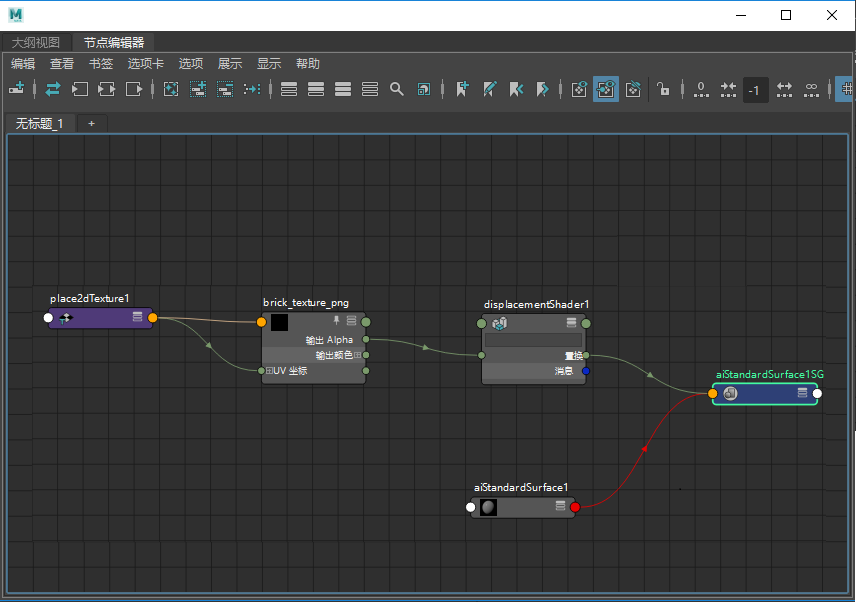 M
大纲视图 节点编辑器
编辑 查看 书签 选项卡 选项 展示 显示 帮助
0 -1 ∞
无标题_1 +
place2dTexture1
brick_texture_png
输出 Alpha
输出颜色
UV 坐标
displacementShader1
置换
消息
aiStandardSurface1SG
aiStandardSurface1